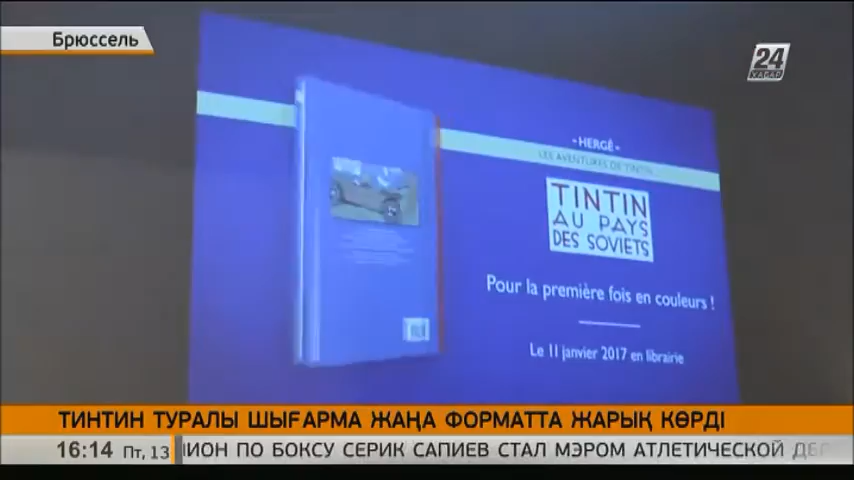 Брюссель
24
ХАБАР
- HERGÉ -
LES AVENTURES DE TINTIN
TINTIN
AU PAYS
DES SOVIETS
Pour la première fois en couleurs !
Le 11 janvier 2017 en librairie
ТИНТИН ТУРАЛЫ ШЫҒАРМА ЖАҢА ФОРМАТТА ЖАРЫҚ КӨРДІ
16:14 Пт, 13 ИОН ПО БОКСУ СЕРИК САПИЕВ СТАЛ МЭРОМ АТЛЕТИЧЕСКОЙ ДЕ